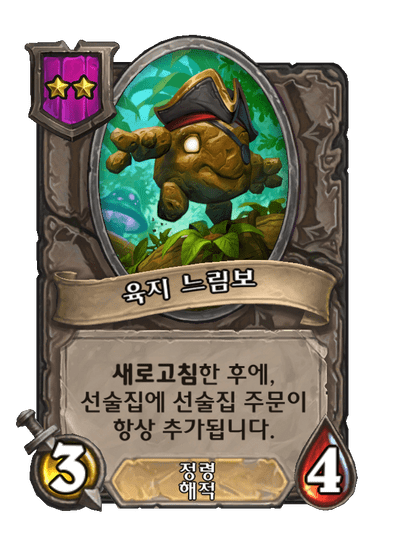 육지 느림보
새로고침한 후에,
선술집에 선술집 주문이
항상 추가됩니다.
3
정령
해적
4